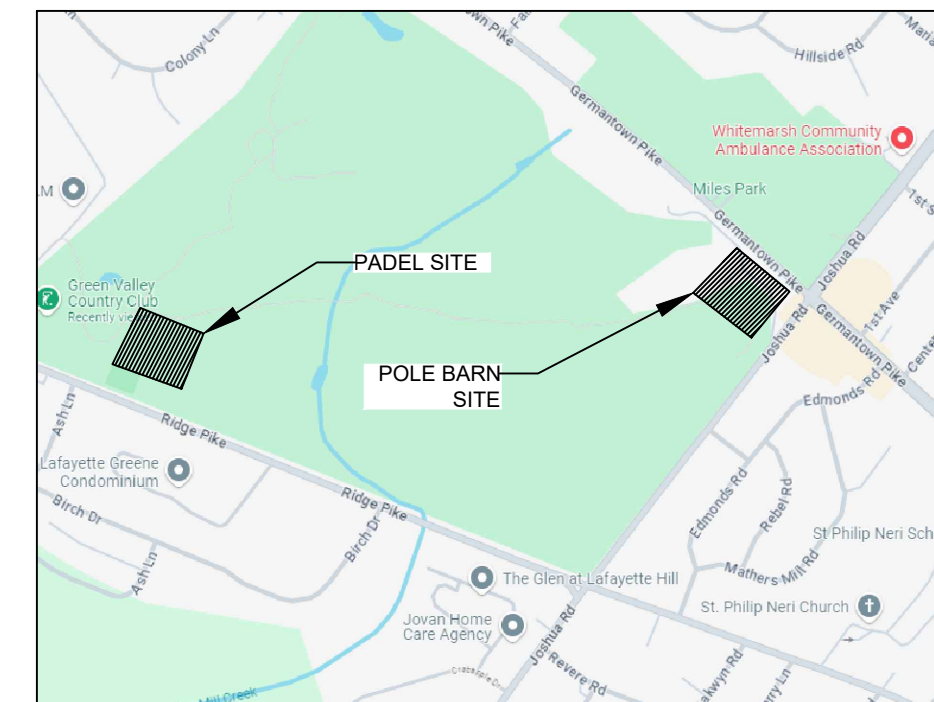 Colony Ln
Germantown Pike
Hillside Rd
Whitemarsh Community
Ambulance Association
Miles Park
Germantown Pike
Joshua Rd
PADEL SITE
Green Valley
Country Club
Recently vie
POLE BARN
SITE
Joshua Rd
1st Ave
Germantown Pike
Edmonds Rd
Ash Ln
Ridge Pike
Lafayette Greene
Condominium
Birch Dr
Ridge Pike
Birch Dr
Ash Ln
Edmonds Rd
Rebel Rd
St Philip Neri Sch
Mathers Mill Rd
The Glen at Lafayette Hill
St. Philip Neri Church
Jovan Home
Care Agency
Joshua Rd
Revere Rd
Mill Creek